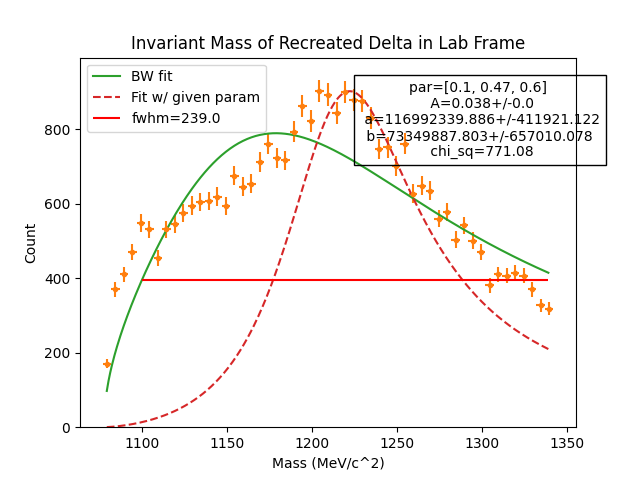 Invariant Mass of Recreated Delta in Lab Frame
BW fit
Fit w/ given param
fwhm=239.0
par=[0.1, 0.47, 0.6]
A=0.038+/-0.0
a=116992339.886+/-411921.122
b=73349887.803+/-657010.078
chi_sq=771.08
Count
800
600
400
200
0
1100
1150
1200
1250
1300
1350
Mass (MeV/c^2)